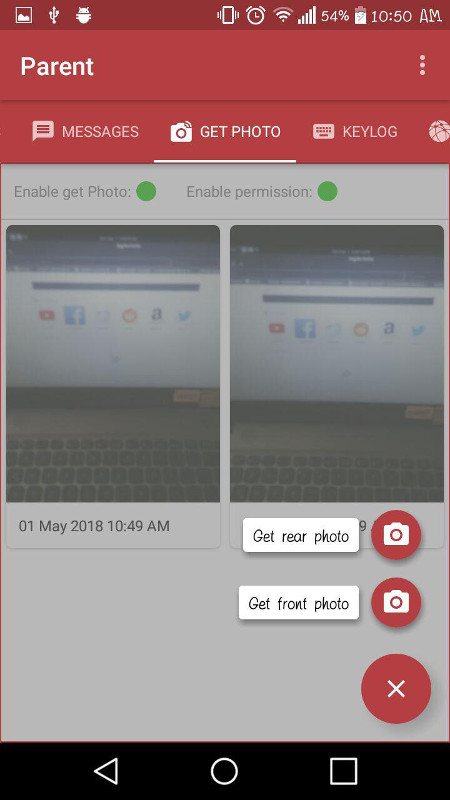 54% 10:50 AM
Parent
MESSAGES GET PHOTO KEYLOG
Enable get Photo: Enable permission:
01 May 2018 10:49 AM
Get rear photo
Get front photo